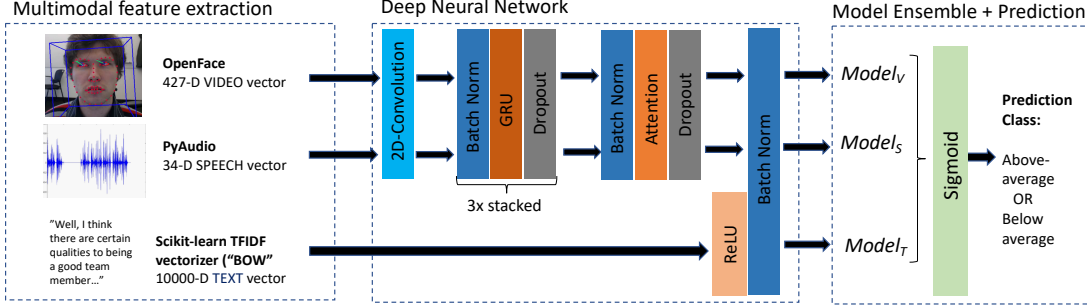 Multimodal feature extraction
OpenFace
427-D VIDEO vector
PyAudio
34-D SPEECH vector
"Well, I think
there are certain
qualities to being
a good team
member…"
Scikit-learn TFIDF
vectorizer ("BOW"
10000-D TEXT vector
Deep Neural Network
2D-Convolution
Batch Norm
GRU
Dropout
3x stacked
Batch Norm
Attention
Dropout
ReLU
Batch Norm
Model Ensemble + Prediction
ModelV
ModelS
ModelT
Sigmoid
Prediction
Class:
Above-
average
OR
Below
average